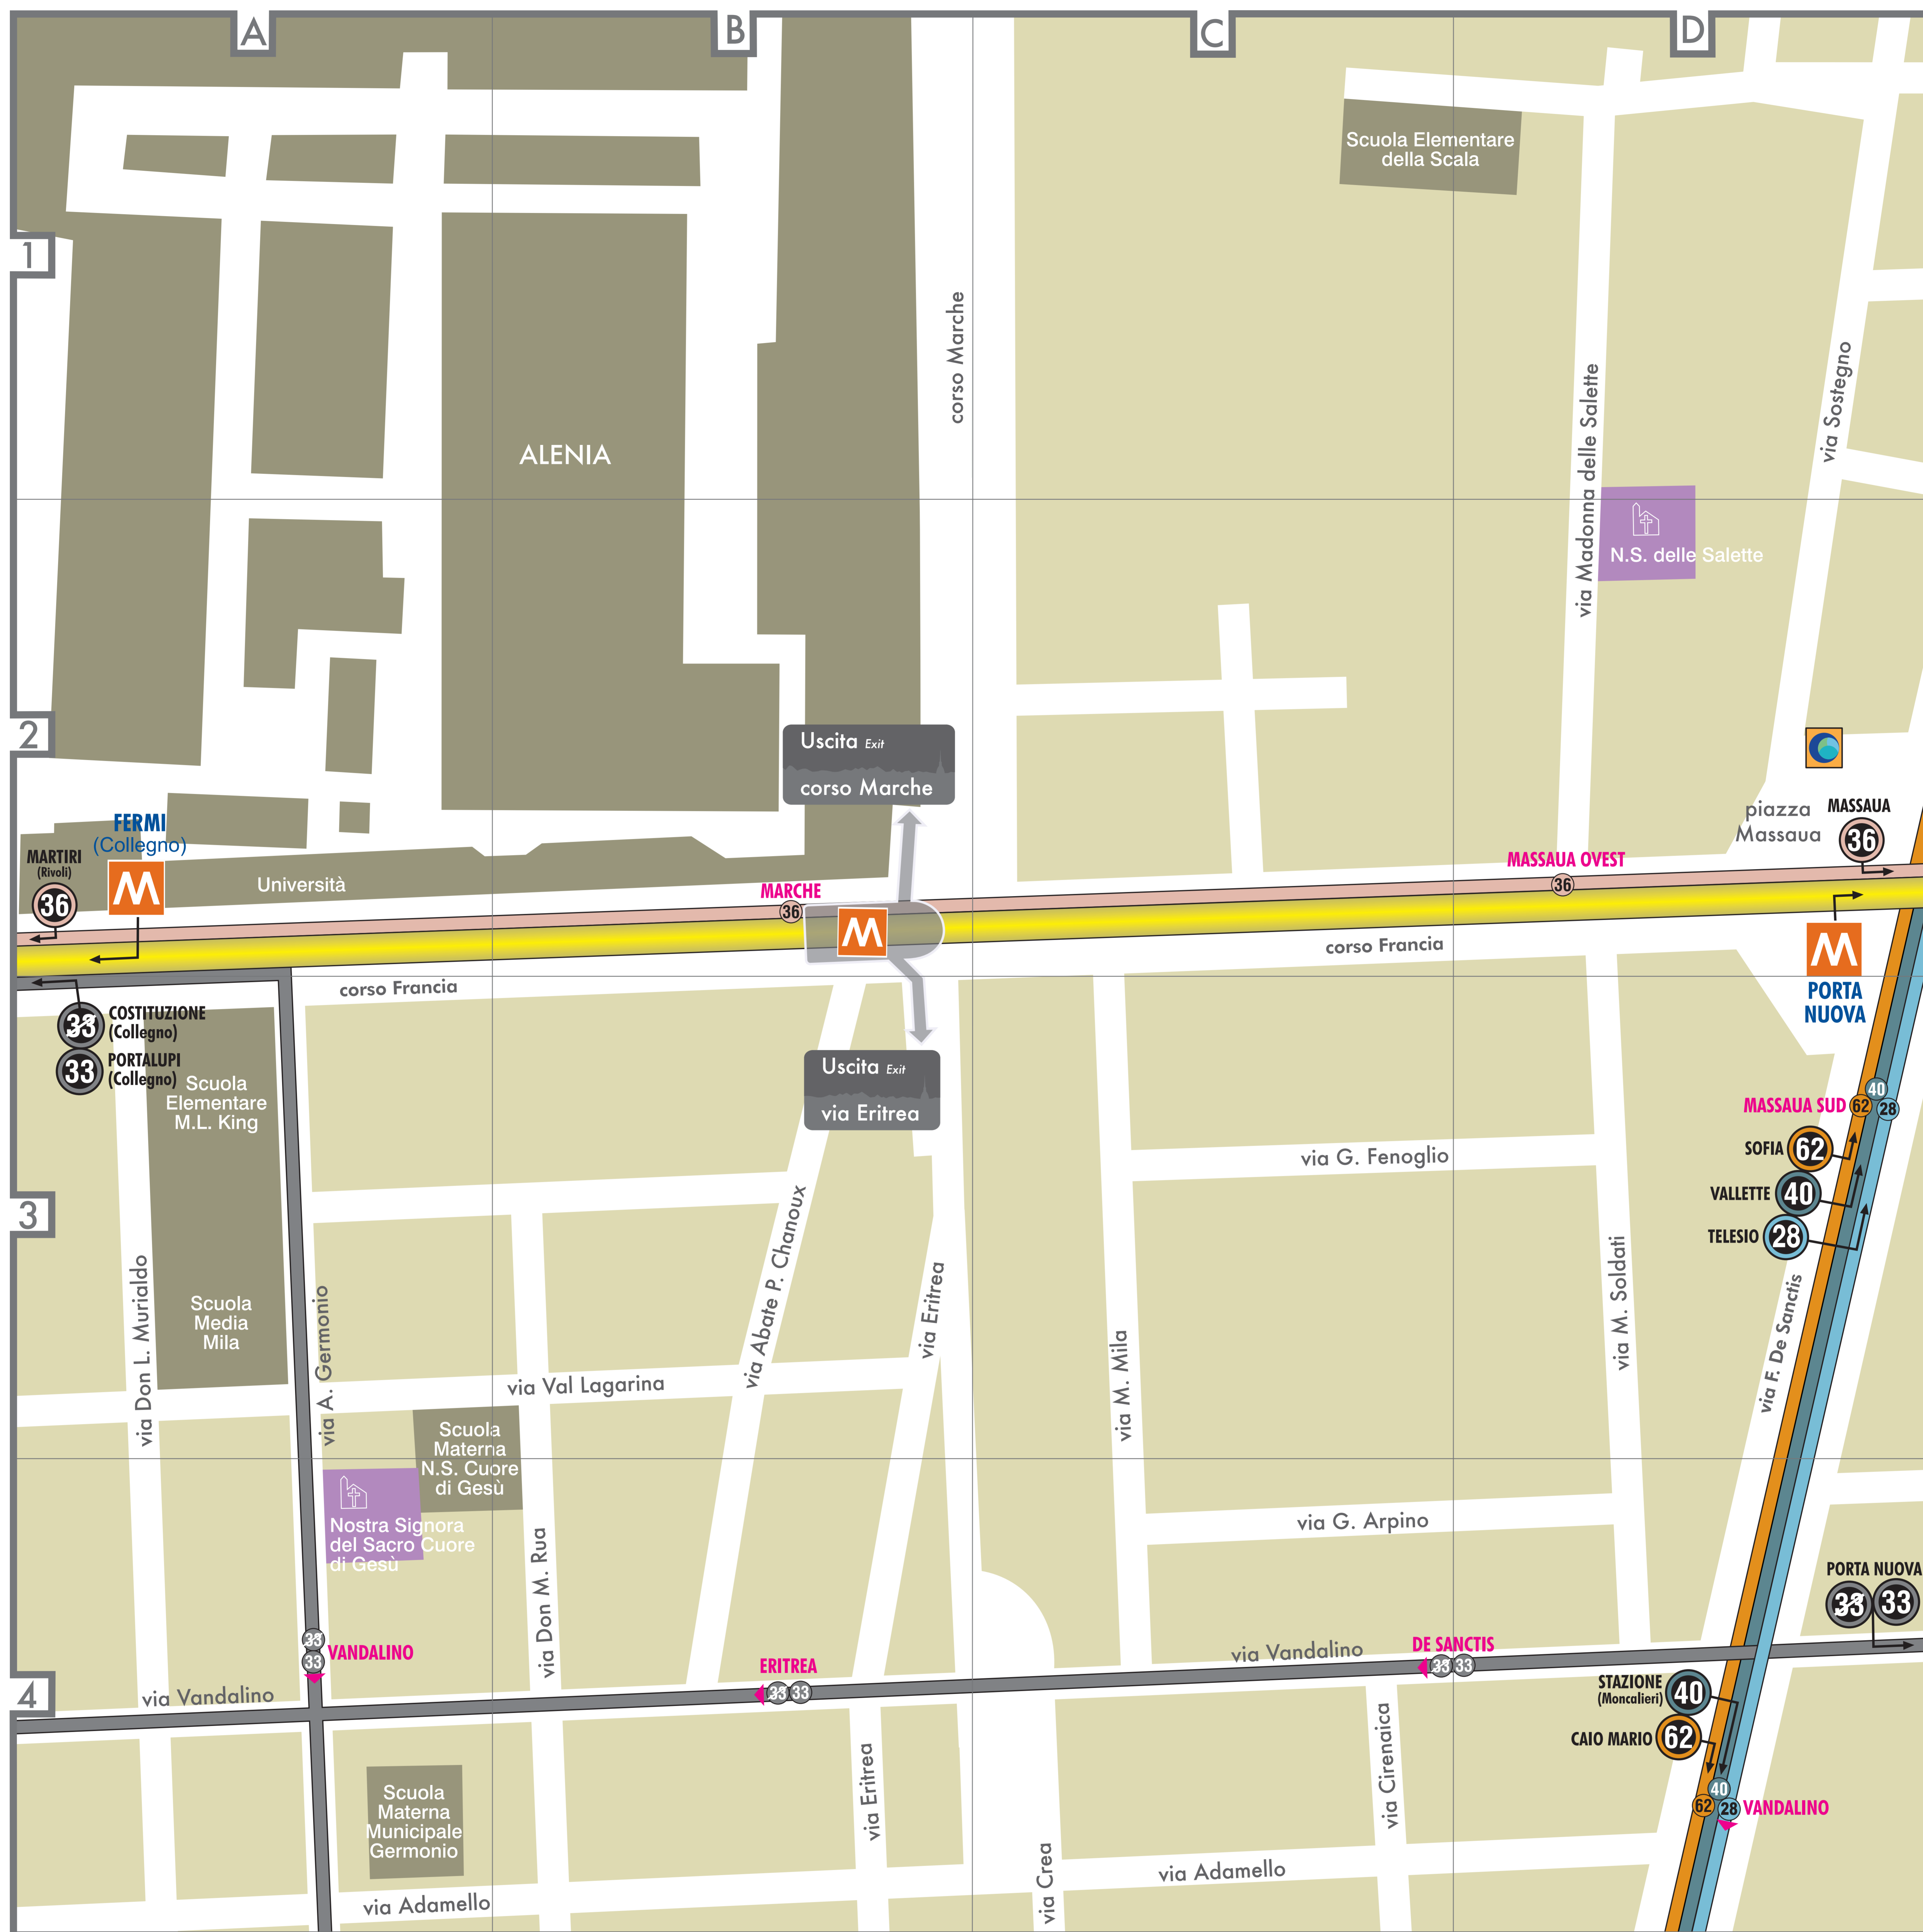 A
B
C
D
1
2
3
4
Scuola Elementare
della Scala
corso Marche
via Madonna delle Salette
via Sostegno
ALENIA
N.S. delle Salette
Uscita Exit
corso Marche
FERMI
(Collegno)
MARTIRI
(Rivoli)
36
M
Università
MARCHE
36
M
MASSAUA OVEST
36
piazza
Massaua
MASSAUA
36
corso Francia
corso Francia
M
PORTA
NUOVA
33
COSTITUZIONE
(Collegno)
33
PORTALUPI
(Collegno)
Scuola
Elementare
M.L. King
Scuola
Media
Mila
Uscita Exit
via Eritrea
via G. Fenoglio
MASSAUA SUD
62
40
28
SOFIA
62
VALLETTE
40
TELESIO
28
via Don L. Murialdo
via A. Germonio
via Abate P. Chanoux
via Eritrea
via M. Mila
via M. Soldati
via F. De Sanctis
via Val Lagarina
Scuola
Materna
N.S. Cuore
di Gesù
Nostra Signora
del Sacro Cuore
di Gesù
via Don M. Rua
via G. Arpino
PORTA NUOVA
33
33
33
33
VANDALINO
via Vandalino
ERITREA
33
33
via Vandalino
DE SANCTIS
33
33
STAZIONE
(Moncalieri)
40
CAIO MARIO
62
40
62
28
VANDALINO
Scuola
Materna
Municipale
Germonio
via Eritrea
via Cirenaica
via Crea
via Adamello
via Adamello